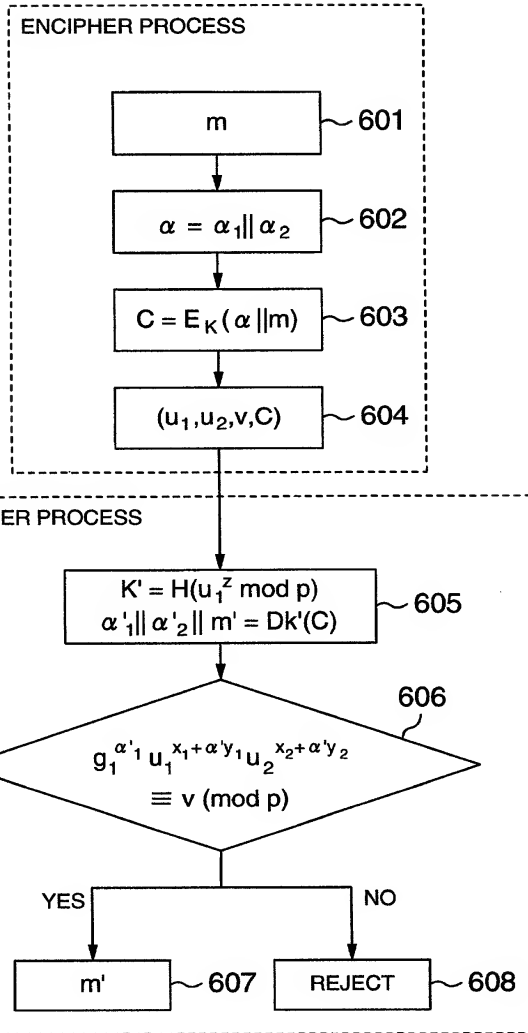 ENCIPHER PROCESS
m
601
α = α₁|| α₂
602
C = E_K ( α ||m)
603
(u₁,u₂,v,C)
604
ER PROCESS
K' = H(u₁^z mod p)
α'₁|| α'₂|| m' = Dk'(C)
605
606
g₁^α'₁ u₁^x₁+α'y₁ u₂^x₂+α'y₂
≡ v (mod p)
YES
NO
m'
607
REJECT
608